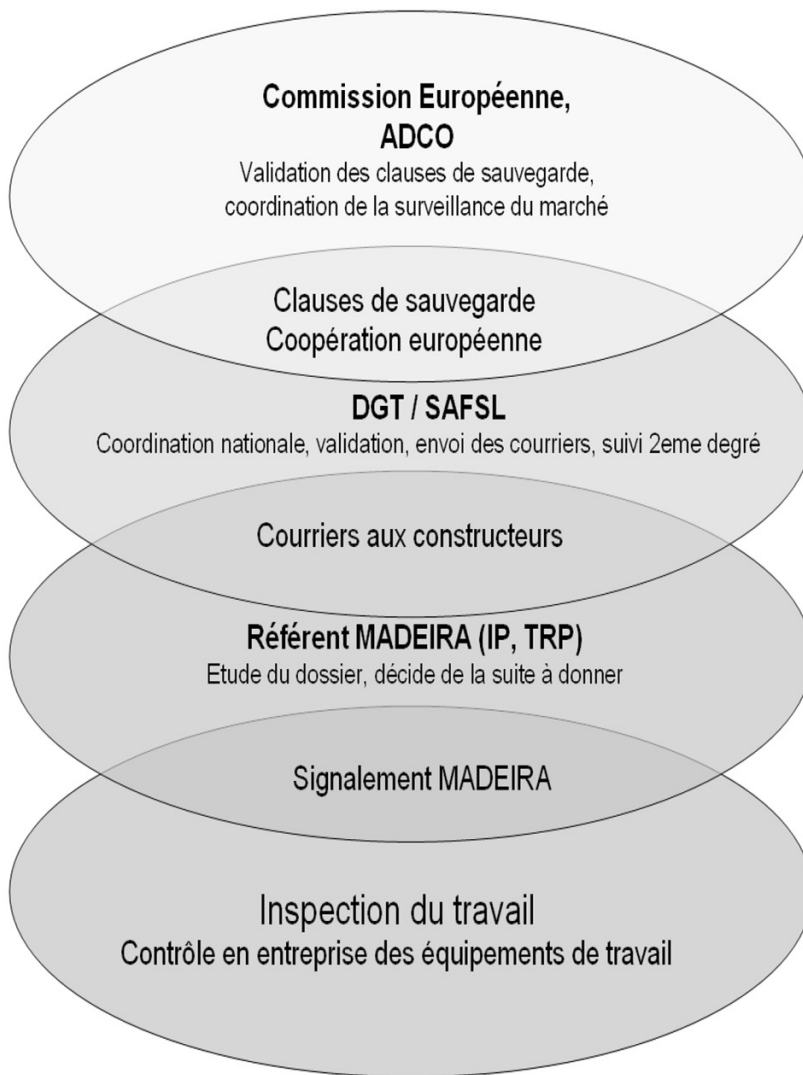 Commission Européenne,
ADCO
Validation des clauses de sauvegarde,
coordination de la surveillance du marché
Clauses de sauvegarde
Coopération européenne
DGT / SAFSL
Coordination nationale, validation, envoi des courriers, suivi 2eme degré
Courriers aux constructeurs
Référent MADEIRA (IP, TRP)
Etude du dossier, décide de la suite à donner
Signalement MADEIRA
Inspection du travail
Contrôle en entreprise des équipements de travail